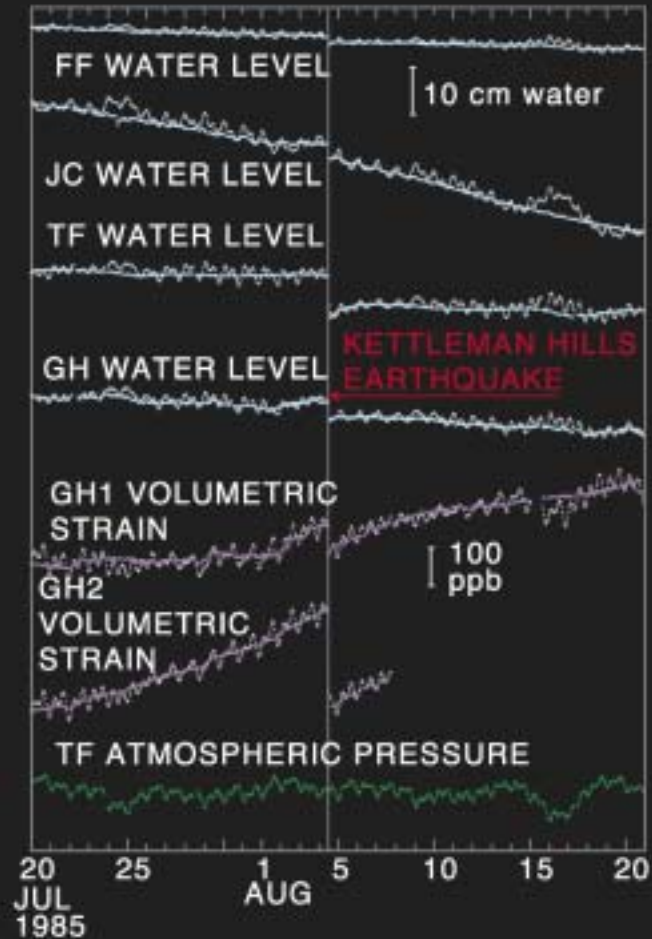 FF WATER LEVEL
10 cm water
JC WATER LEVEL
TF WATER LEVEL
KETTLEMAN HILLS
EARTHQUAKE
GH WATER LEVEL
GH1 VOLUMETRIC
STRAIN
100
ppb
GH2
VOLUMETRIC
STRAIN
TF ATMOSPHERIC PRESSURE
20 25 1 5 10 15 20
JUL AUG
1985